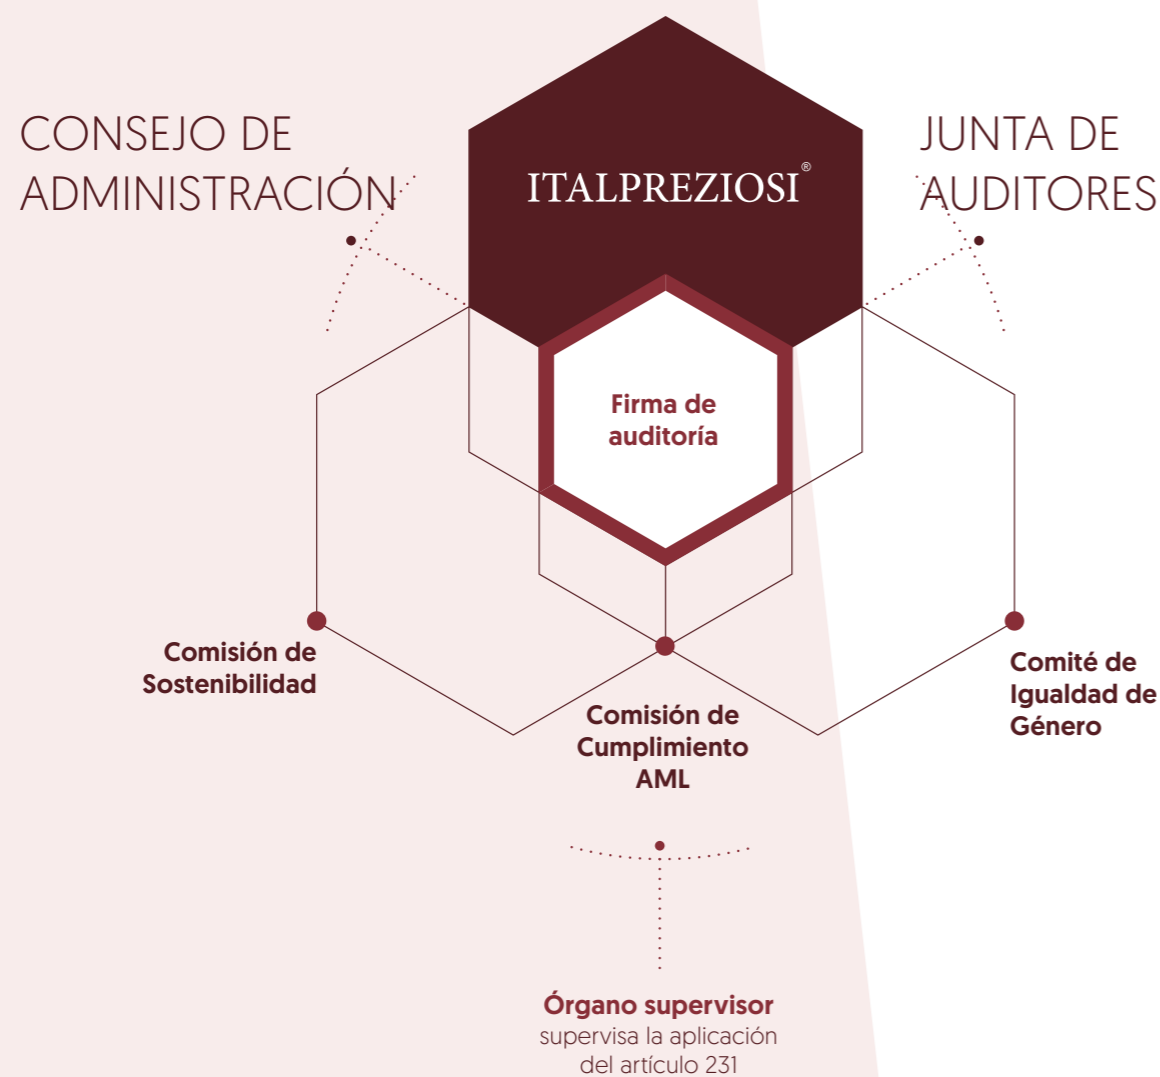 CONSEJO DE
ADMINISTRACIÓN
ITALPREZIOSI®
JUNTA DE
AUDITORES
Firma de
auditoría
Comisión de
Sostenibilidad
Comisión de
Cumplimiento
AML
Comité de
Igualdad de
Género
Órgano supervisor
supervisa la aplicación
del artículo 231